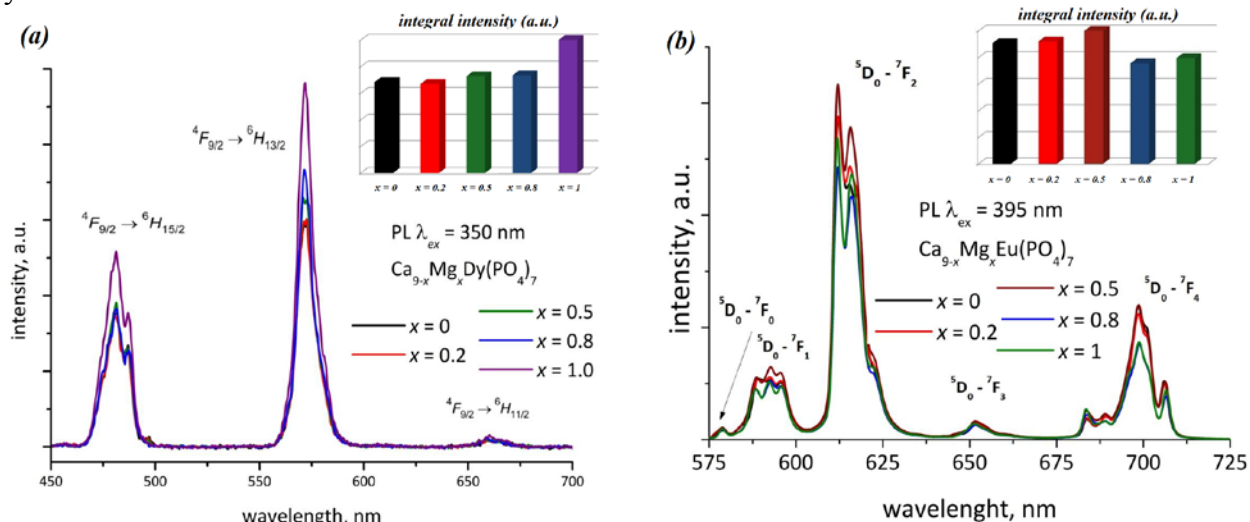 y
(a)
integral intensity (a.u.)
x = 0 x = 0.2 x = 0.5 x = 0.8 x = 1
⁴F₉/₂ → ⁶H₁₃/₂
⁴F₉/₂ → ⁶H₁₅/₂
PL λₑₓ = 350 nm
Ca₉₋ₓMgₓDy(PO₄)₇
x = 0
x = 0.2
x = 0.5
x = 0.8
x = 1.0
⁴F₉/₂ → ⁶H₁₁/₂
intensity, a.u.
450 500 550 600 650 700
wavelength, nm
(b)
integral intensity (a.u.)
x = 0 x = 0.2 x = 0.5 x = 0.8 x = 1
⁵D₀ - ⁷F₂
PL λₑₓ = 395 nm
Ca₉₋ₓMgₓEu(PO₄)₇
x = 0
x = 0.2
x = 0.5
x = 0.8
x = 1
⁵D₀ - ⁷F₀
⁵D₀ - ⁷F₁
⁵D₀ - ⁷F₃
⁵D₀ - ⁷F₄
intensity, a.u.
575 600 625 650 675 700 725
wavelenght, nm